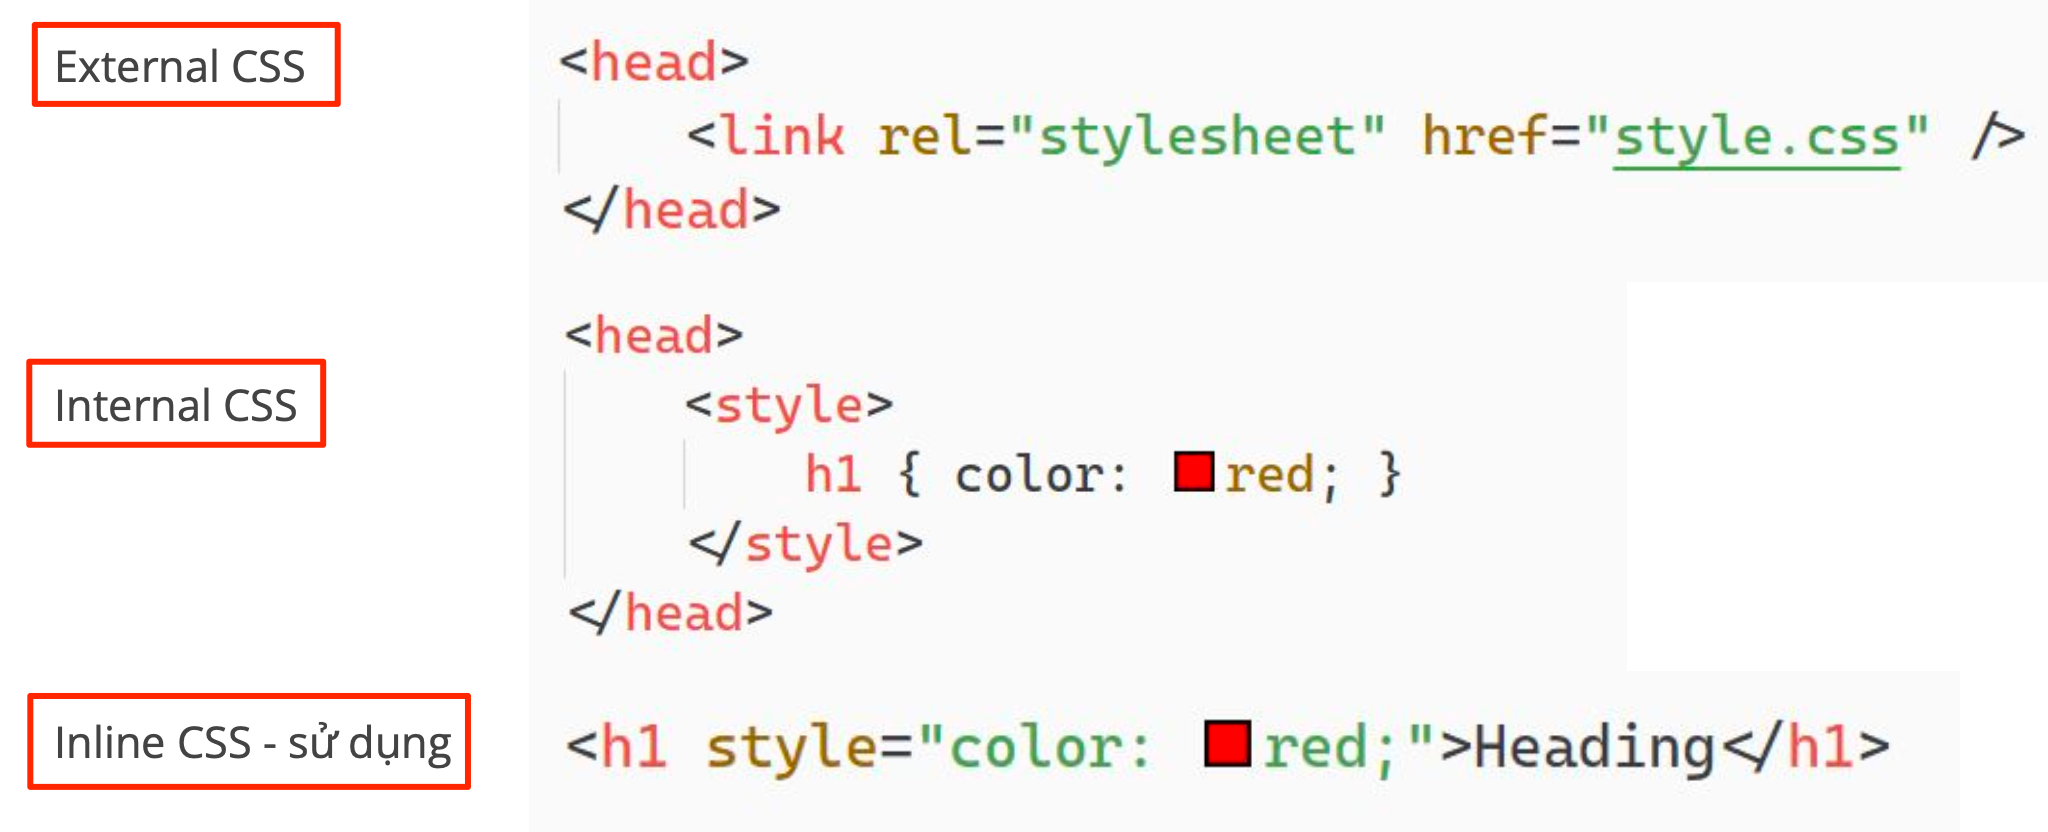 External CSS
<head>
<link rel="stylesheet" href="style.css" />
</head>
Internal CSS
<head>
<style>
h1 { color: red; }
</style>
</head>
Inline CSS - sử dụng
<h1 style="color: red;">Heading</h1>